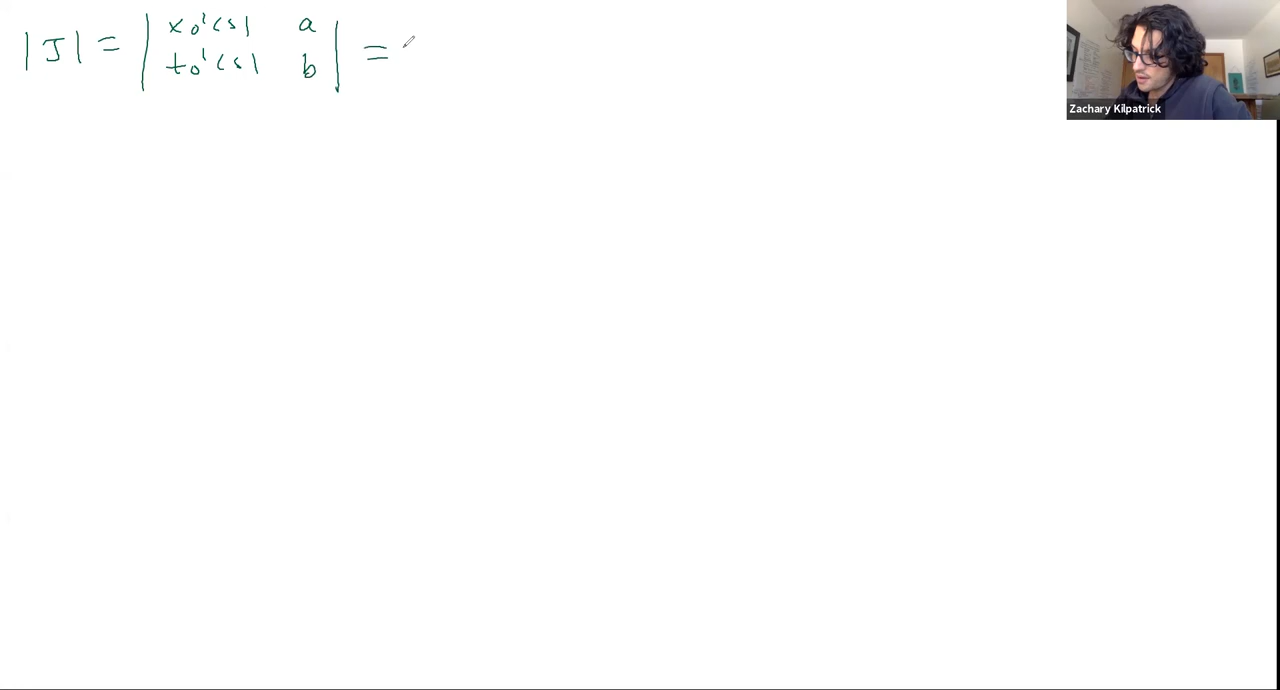 |J| = | x₀'(s) a |
| t₀'(s) b | =
Zachary Kilpatrick